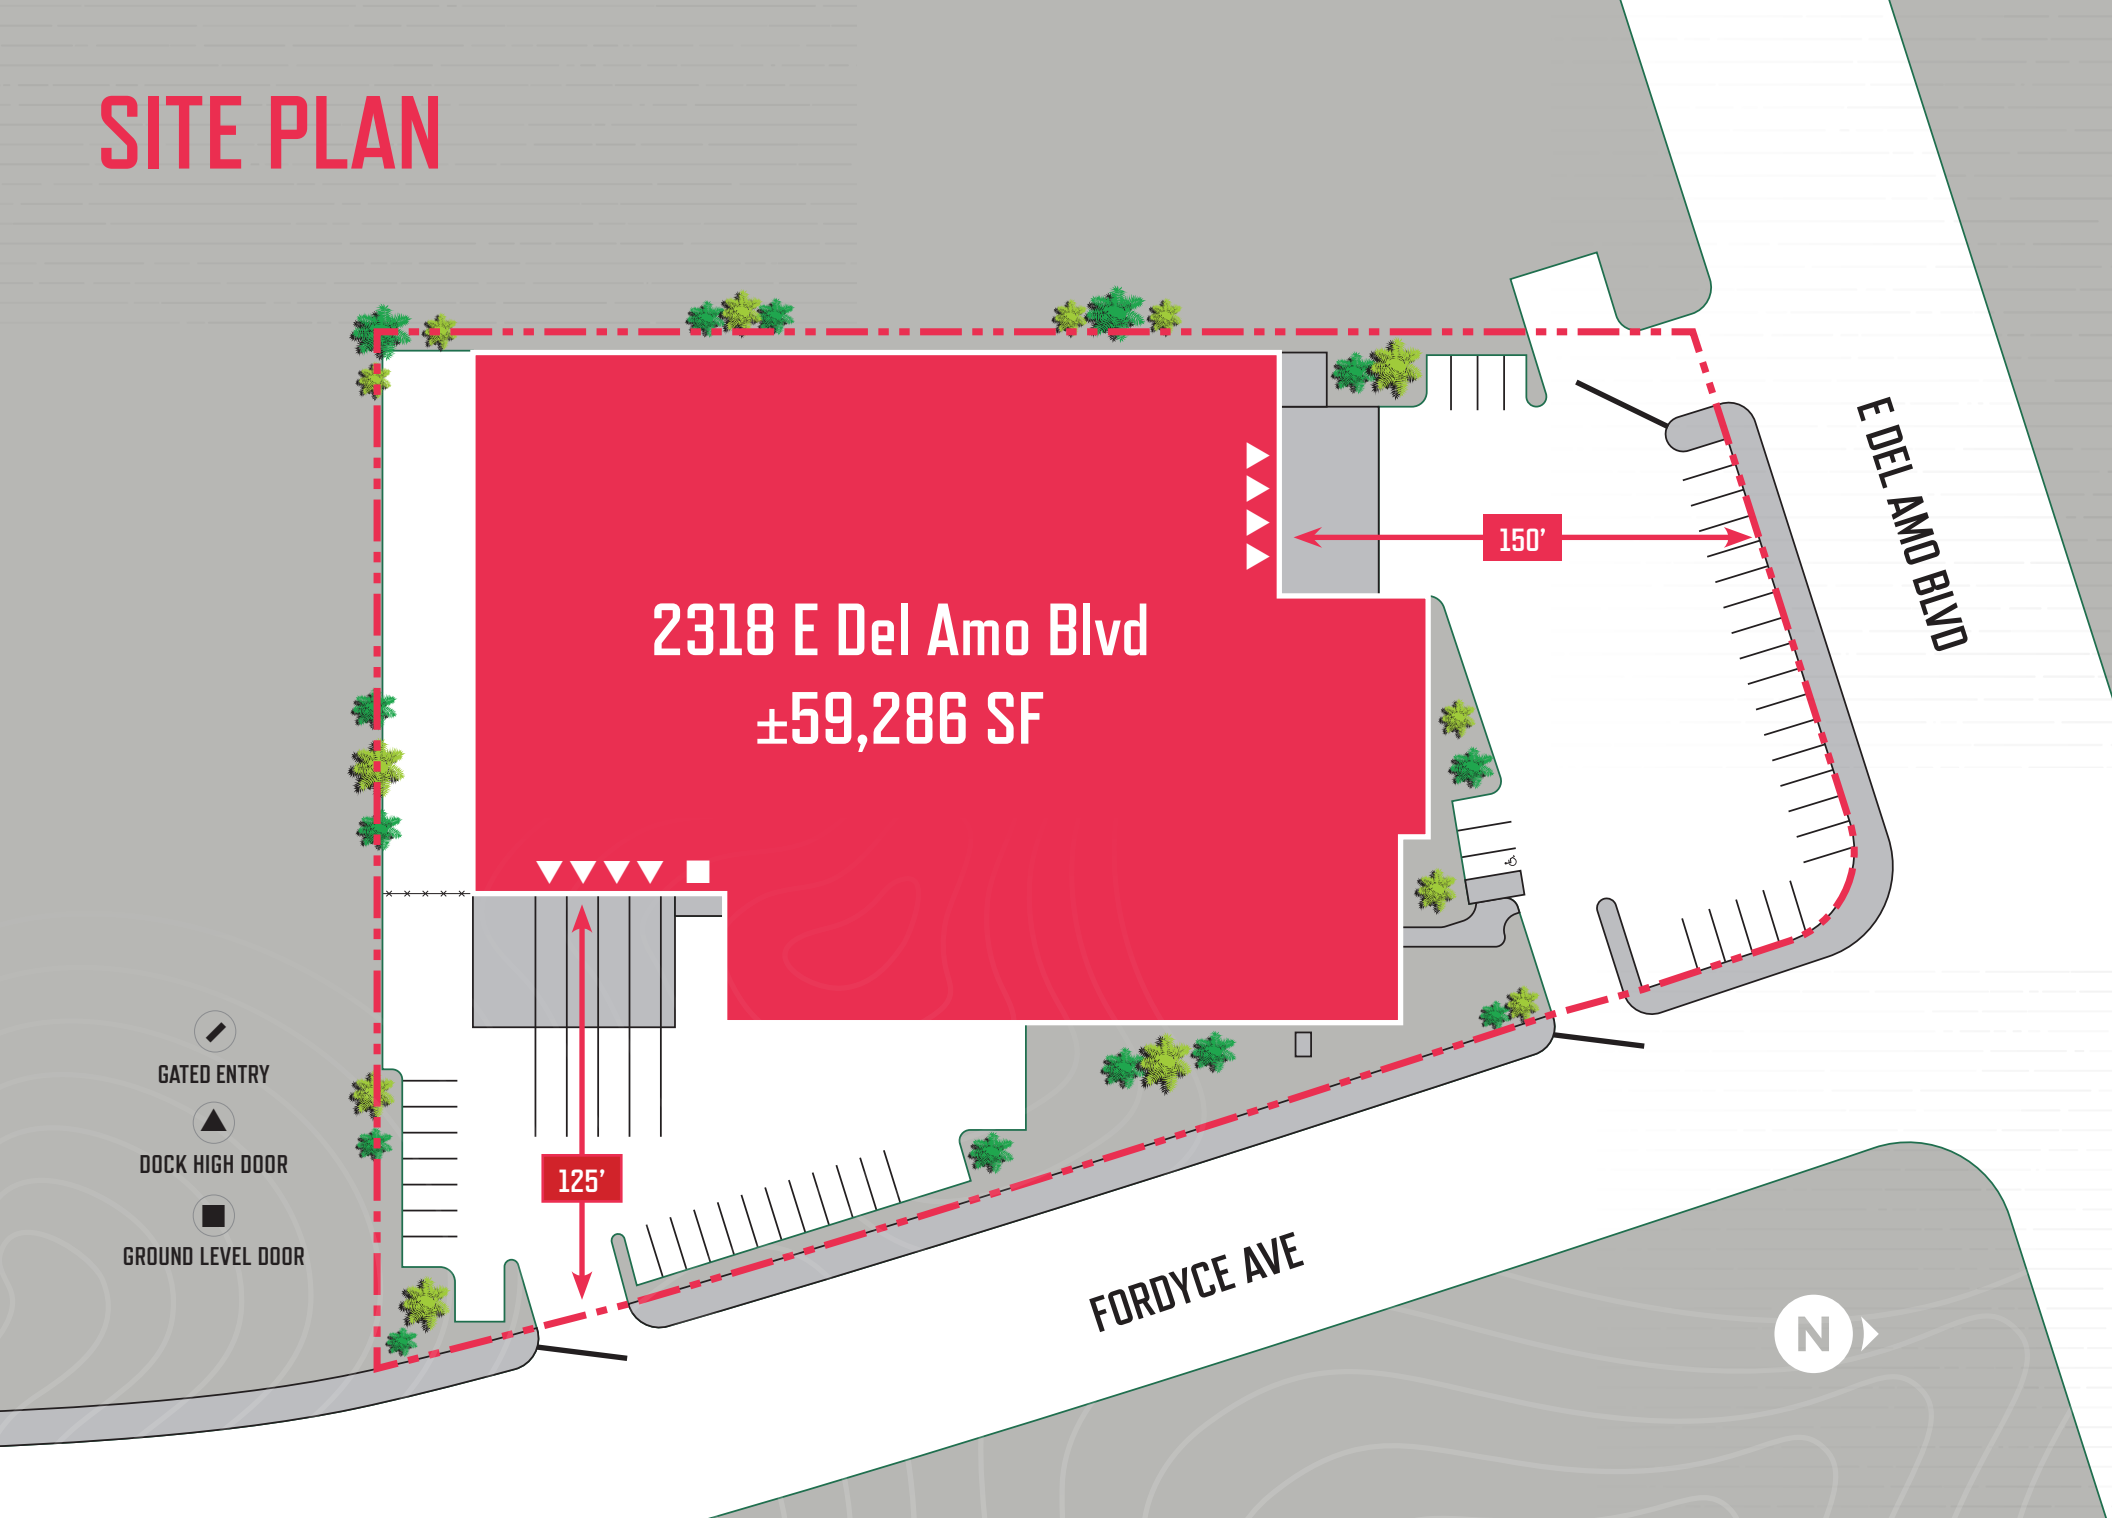 SITE PLAN
E DEL AMO BLVD
150’
2318 E Del Amo Blvd
±59,286 SF
GATED ENTRY
DOCK HIGH DOOR
GROUND LEVEL DOOR
125’
FORDYCE AVE
N